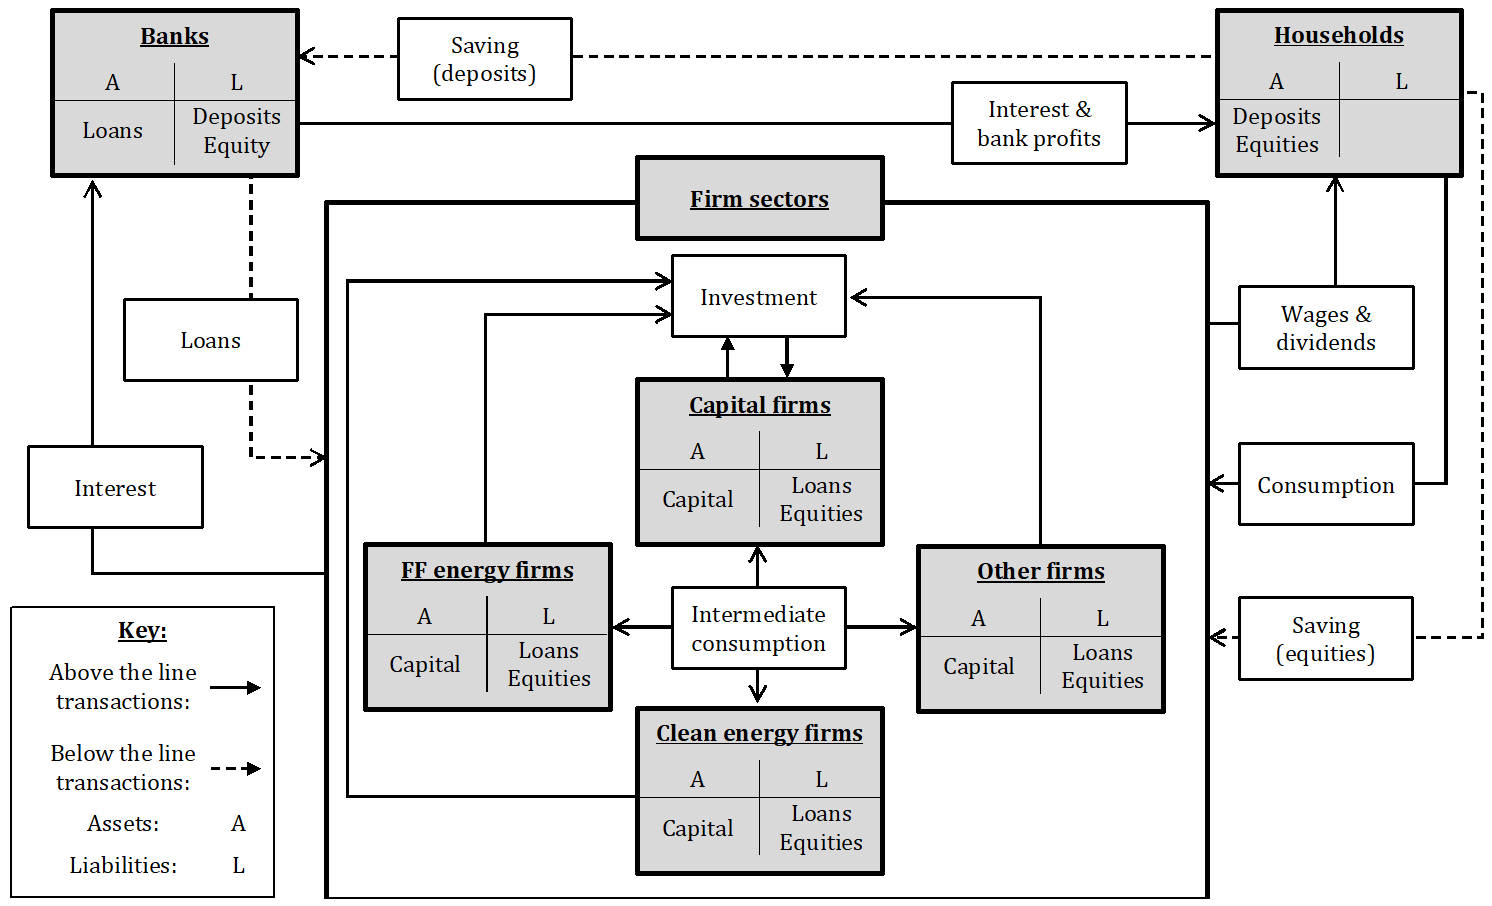 Banks
A L
Loans
Deposits
Equity
Saving
(deposits)
Interest &
bank profits
Households
A L
Deposits
Equities
Firm sectors
Investment
Loans
Interest
Wages &
dividends
Consumption
Saving
(equities)
Capital firms
A L
Capital
Loans
Equities
FF energy firms
A L
Capital
Loans
Equities
Intermediate
consumption
Other firms
A L
Capital
Loans
Equities
Clean energy firms
A L
Capital
Loans
Equities
Key:
Above the line
transactions:
Below the line
transactions:
Assets: A
Liabilities: L